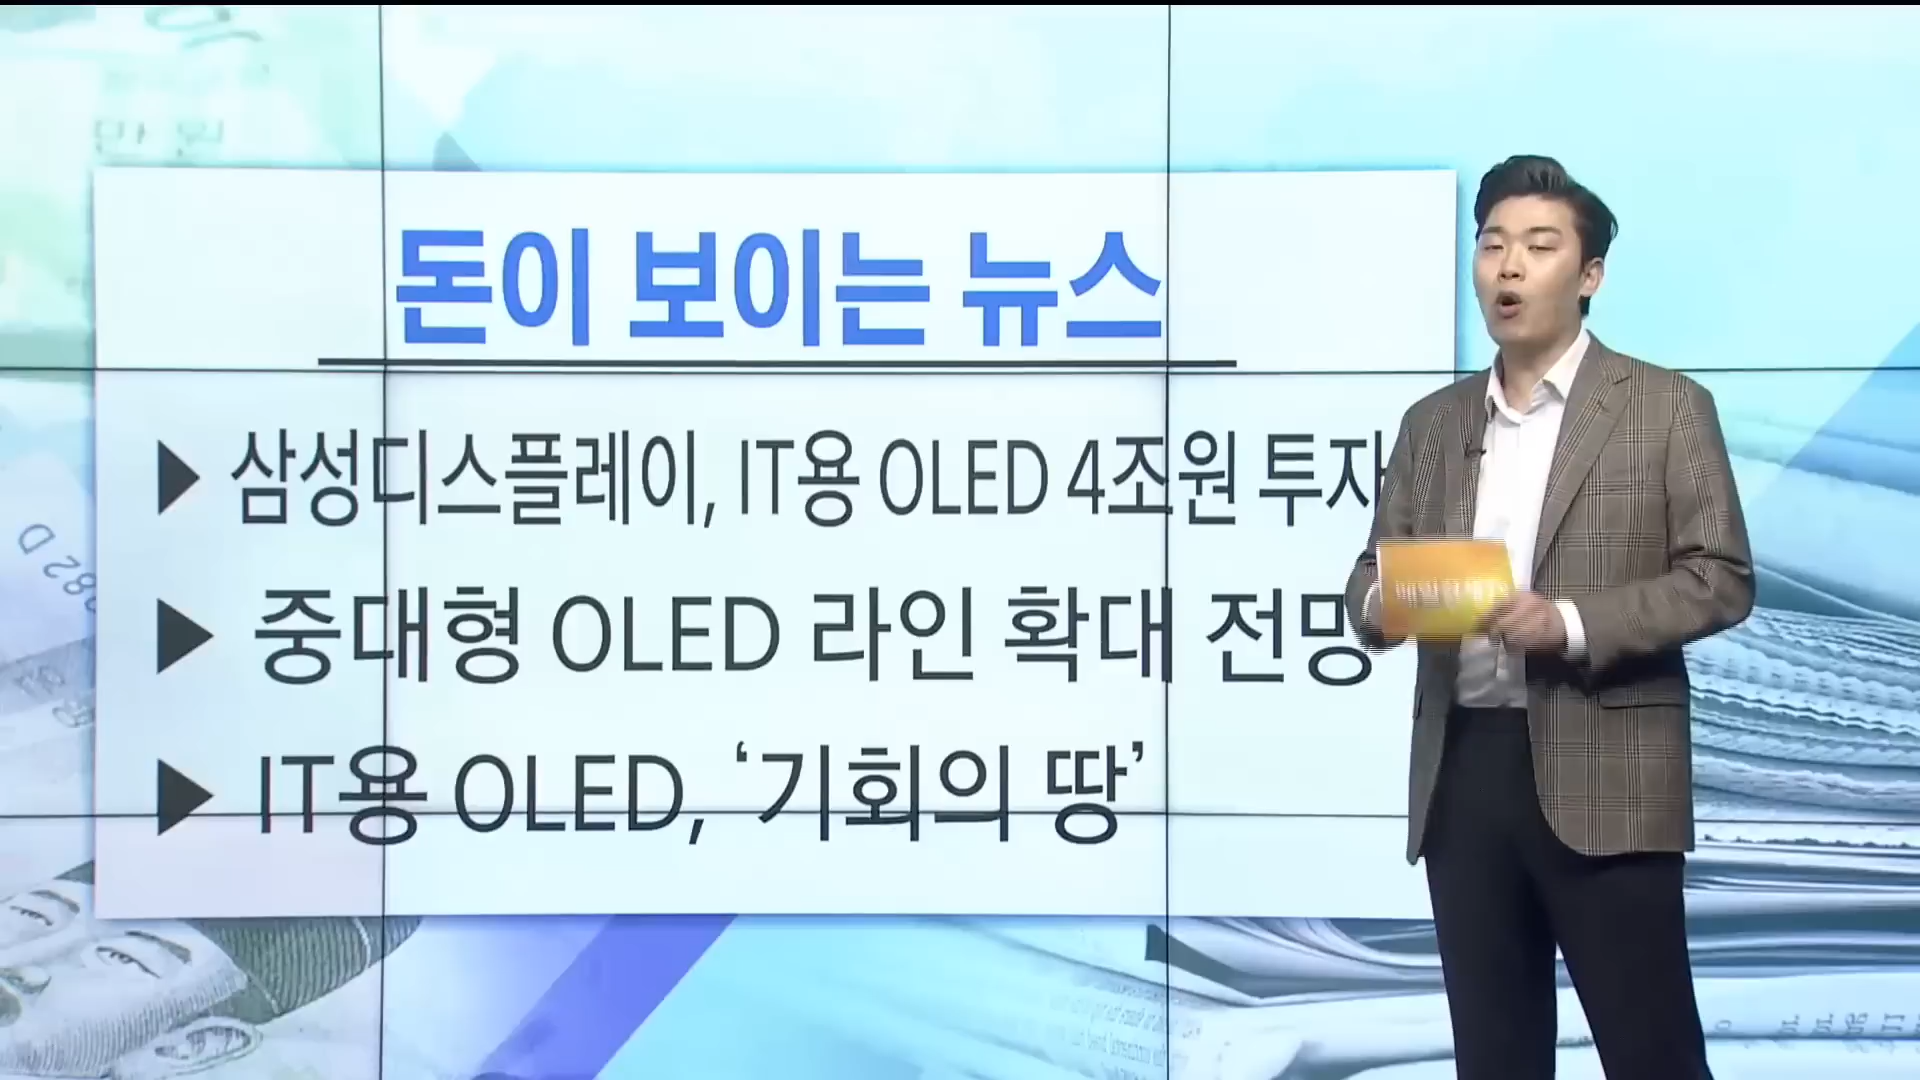 만 원
돈이 보이는 뉴스
▶ 삼성디스플레이, IT용 OLED 4조원 투자
▶ 중대형 OLED 라인 확대 전망
▶ IT용 OLED, ‘기회의 땅’